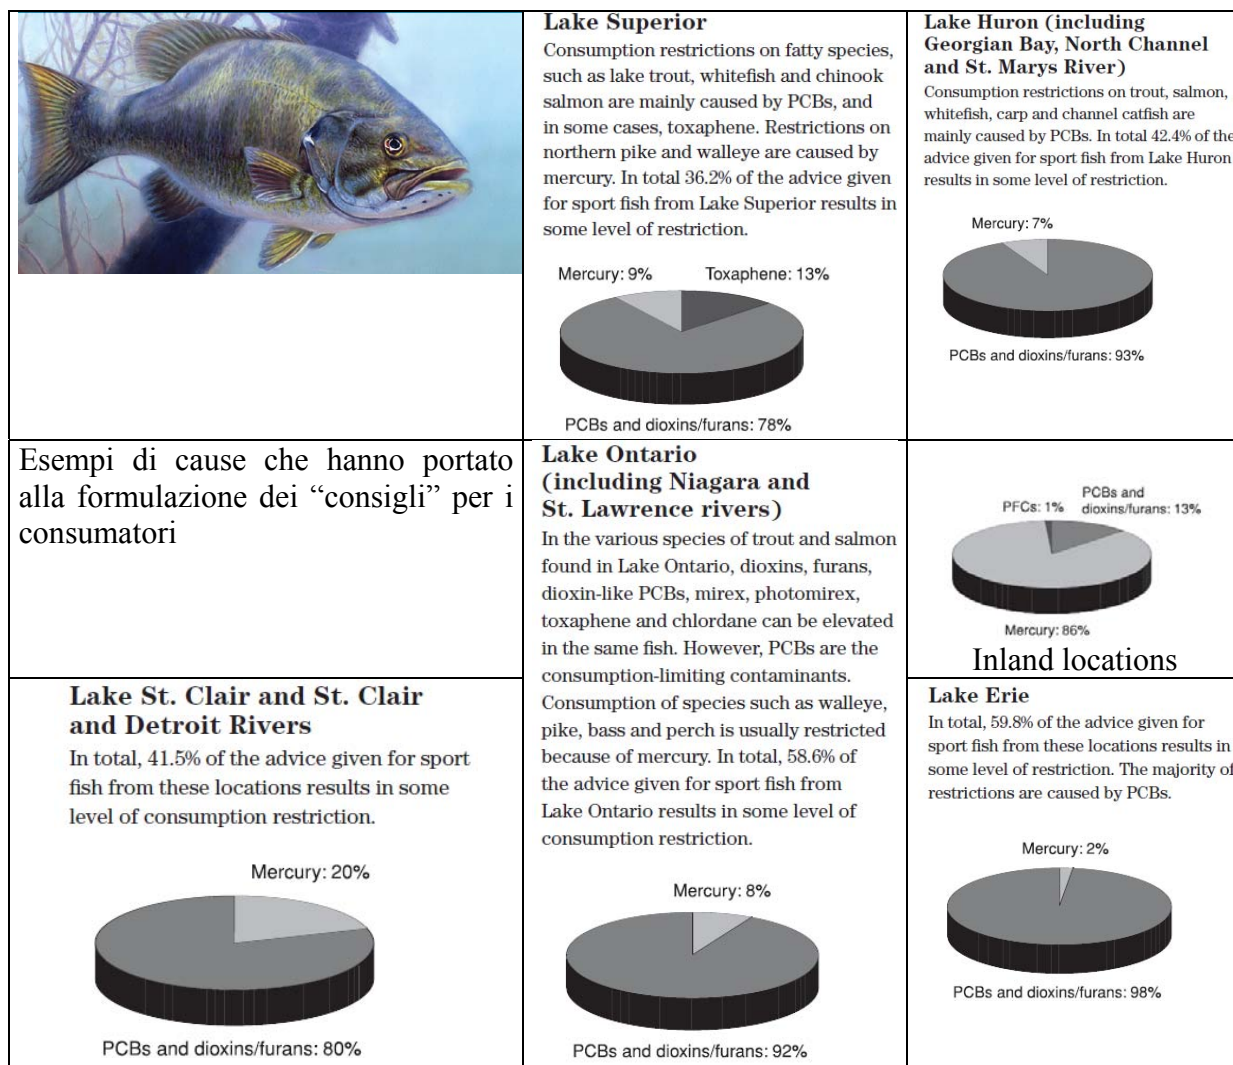 Lake Superior
Consumption restrictions on fatty species,
such as lake trout, whitefish and chinook
salmon are mainly caused by PCBs, and
in some cases, toxaphene. Restrictions on
northern pike and walleye are caused by
mercury. In total 36.2% of the advice given
for sport fish from Lake Superior results in
some level of restriction.
Mercury: 9%
Toxaphene: 13%
PCBs and dioxins/furans: 78%
Lake Huron (including
Georgian Bay, North Channel
and St. Marys River)
Consumption restrictions on trout, salmon,
whitefish, carp and channel catfish are
mainly caused by PCBs. In total 42.4% of the
advice given for sport fish from Lake Huron
results in some level of restriction.
Mercury: 7%
PCBs and dioxins/furans: 93%
Esempi di cause che hanno portato
alla formulazione dei “consigli” per i
consumatori
Lake Ontario
(including Niagara and
St. Lawrence rivers)
In the various species of trout and salmon
found in Lake Ontario, dioxins, furans,
dioxin-like PCBs, mirex, photomirex,
toxaphene and chlordane can be elevated
in the same fish. However, PCBs are the
consumption-limiting contaminants.
Consumption of species such as walleye,
pike, bass and perch is usually restricted
because of mercury. In total, 58.6% of
the advice given for sport fish from
Lake Ontario results in some level of
consumption restriction.
Mercury: 8%
PCBs and dioxins/furans: 92%
PFCs: 1%
PCBs and
dioxins/furans: 13%
Mercury: 86%
Inland locations
Lake St. Clair and St. Clair
and Detroit Rivers
In total, 41.5% of the advice given for sport
fish from these locations results in some
level of consumption restriction.
Mercury: 20%
PCBs and dioxins/furans: 80%
Lake Erie
In total, 59.8% of the advice given for
sport fish from these locations results in
some level of restriction. The majority of
restrictions are caused by PCBs.
Mercury: 2%
PCBs and dioxins/furans: 98%